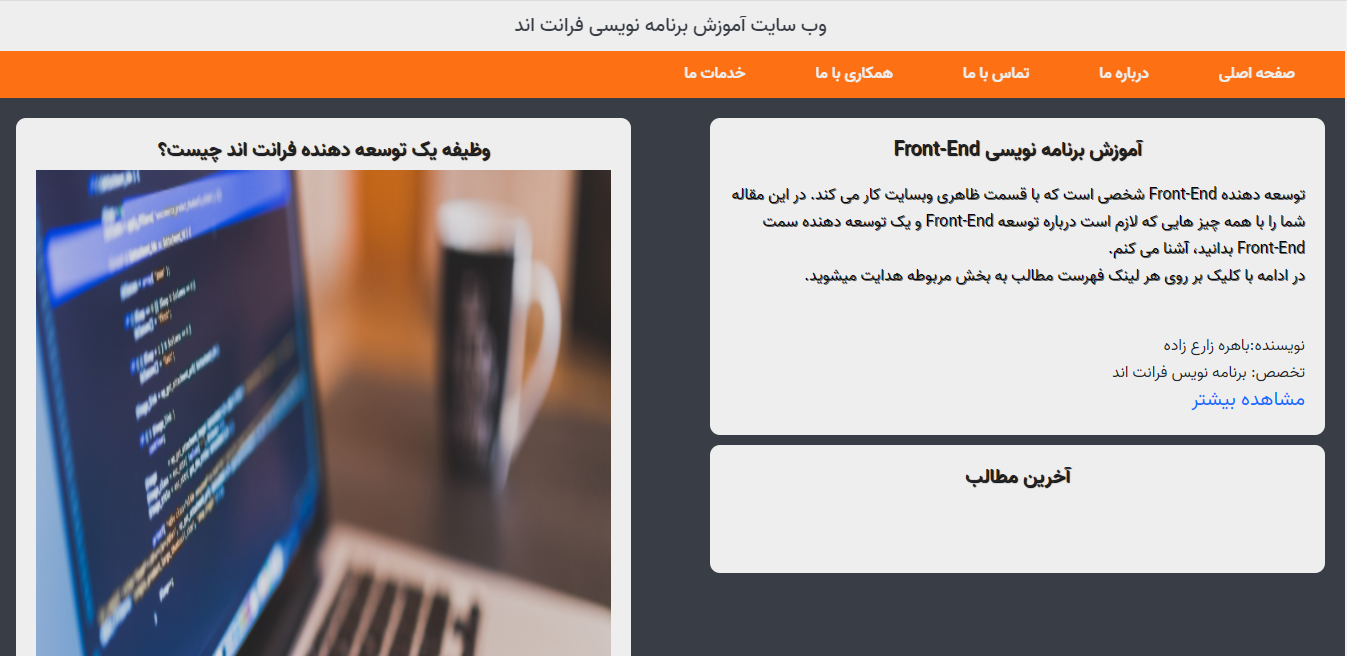 وب سایت آموزش برنامه نویسی فرانت اند
صفحه اصلی
درباره ما
تماس با ما
همکاری با ما
خدمات ما
آموزش برنامه نویسی Front-End
توسعه دهنده Front-End شخصی است که با قسمت ظاهری وبسایت کار می کند. در این مقاله
شما را با همه چیز هایی که لازم است درباره توسعه Front-End و یک توسعه دهنده سمت
Front-End بدانید، آشنا می کنم.
در ادامه با کلیک بر روی هر لینک فهرست مطالب به بخش مربوطه هدایت میشوید.
نویسنده:باهره زارع زاده
تخصص: برنامه نویس فرانت اند
مشاهده بیشتر
آخرین مطالب
وظیفه یک توسعه دهنده فرانت اند چیست؟